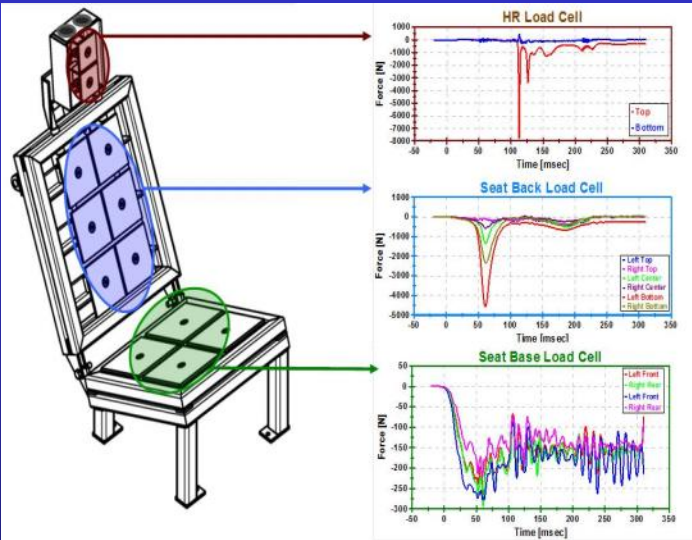 HR Load Cell
1000
0
-1000
-2000
-3000
-4000
-5000
-6000
-7000
-8000
Force [N]
Top
Bottom
-50 0 50 100 150 200 250 300 350
Time [msec]
Seat Back Load Cell
1000
0
-1000
-2000
-3000
-4000
-5000
Force [N]
Left Top
Right Top
Left Center
Right Center
Left Bottom
Right Bottom
-50 0 50 100 150 200 250 300 350
Time [msec]
Seat Base Load Cell
50
0
-50
-100
-150
-200
-250
-300
Force [N]
Left Front
Right Rear
Left Front
Right Rear
-50 0 50 100 150 200 250 300 350
Time [msec]